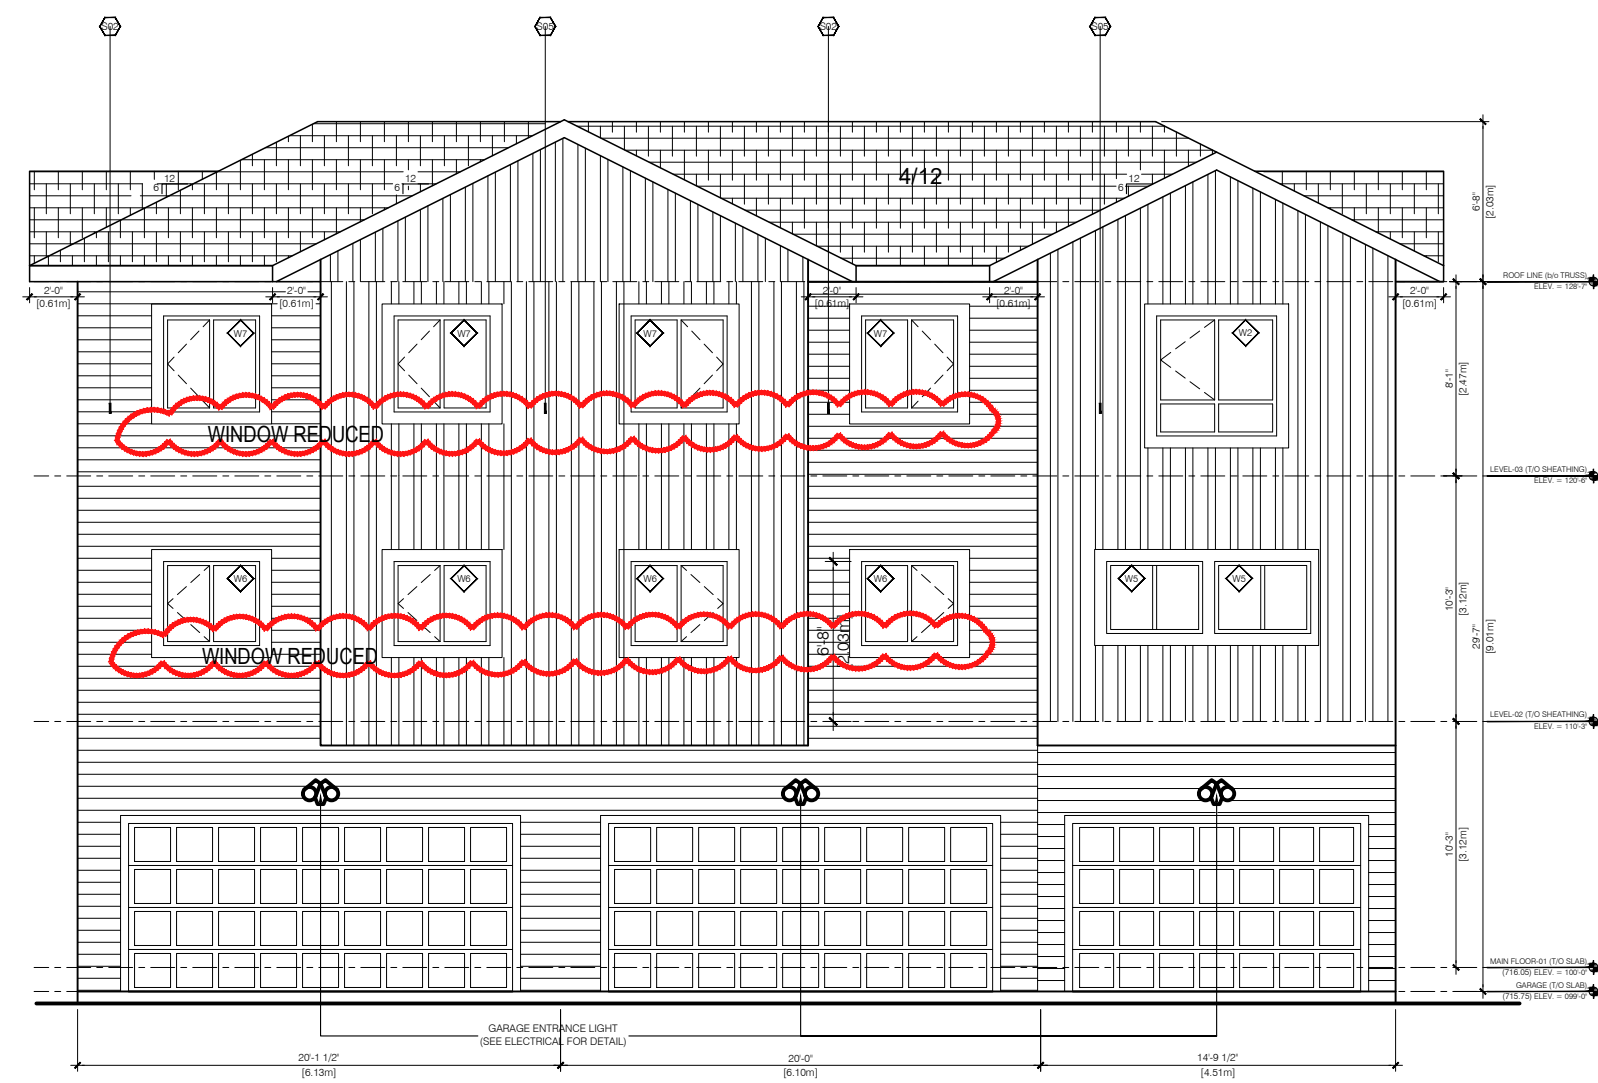 S02
S05
S02
S05
4/12
12
6
12
6
12
6
6'-8"
[2.03m]
ROOF LINE (b/o TRUSS)
ELEV. = 128'-7"
2'-0"
[0.61m]
2'-0"
[0.61m]
2'-0"
[0.61m]
2'-0"
[0.61m]
2'-0"
[0.61m]
W7
W7
W7
W7
W2
8'-1"
[2.47m]
WINDOW REDUCED
LEVEL-03 (T/O SHEATHING)
ELEV. = 120'-6"
W6
W6
W6
W6
W5
W5
10'-3"
[3.12m]
29'-7"
[9.01m]
6'-8"
2.03m
WINDOW REDUCED
LEVEL-02 (T/O SHEATHING)
ELEV. = 110'-3"
10'-3"
[3.12m]
MAIN FLOOR-01 (T/O SLAB)
(716.05) ELEV. = 100'-0"
GARAGE (T/O SLAB)
(715.75) ELEV. = 099'-0"
GARAGE ENTRANCE LIGHT
(SEE ELECTRICAL FOR DETAIL)
20'-1 1/2"
[6.13m]
20'-0"
[6.10m]
14'-9 1/2"
[4.51m]